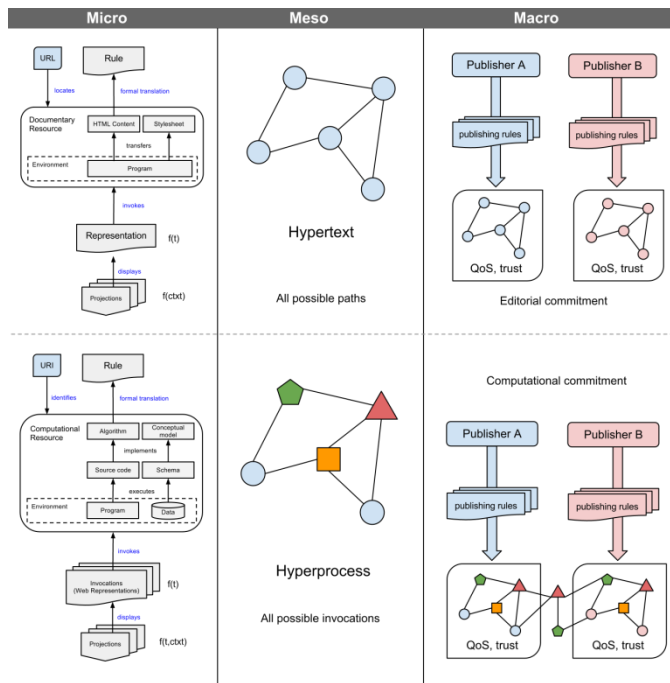 Micro
Meso
Macro
URL
Rule
locates
formal translation
Documentary
Resource
HTML Content
Stylesheet
transfers
Environment
Program
invokes
Representation
f(t)
displays
Projections
f(ctxt)
Hypertext
All possible paths
Publisher A
Publisher B
publishing rules
publishing rules
QoS, trust
QoS, trust
Editorial commitment
URI
Rule
identifies
formal translation
Computational
Resource
Algorithm
Conceptual
model
implements
Source code
Schema
executes
Environment
Program
Data
invokes
Invocations
(Web Representations)
f(t)
displays
Projections
f(t,ctxt)
Hyperprocess
All possible invocations
Computational commitment
Publisher A
Publisher B
publishing rules
publishing rules
QoS, trust
QoS, trust